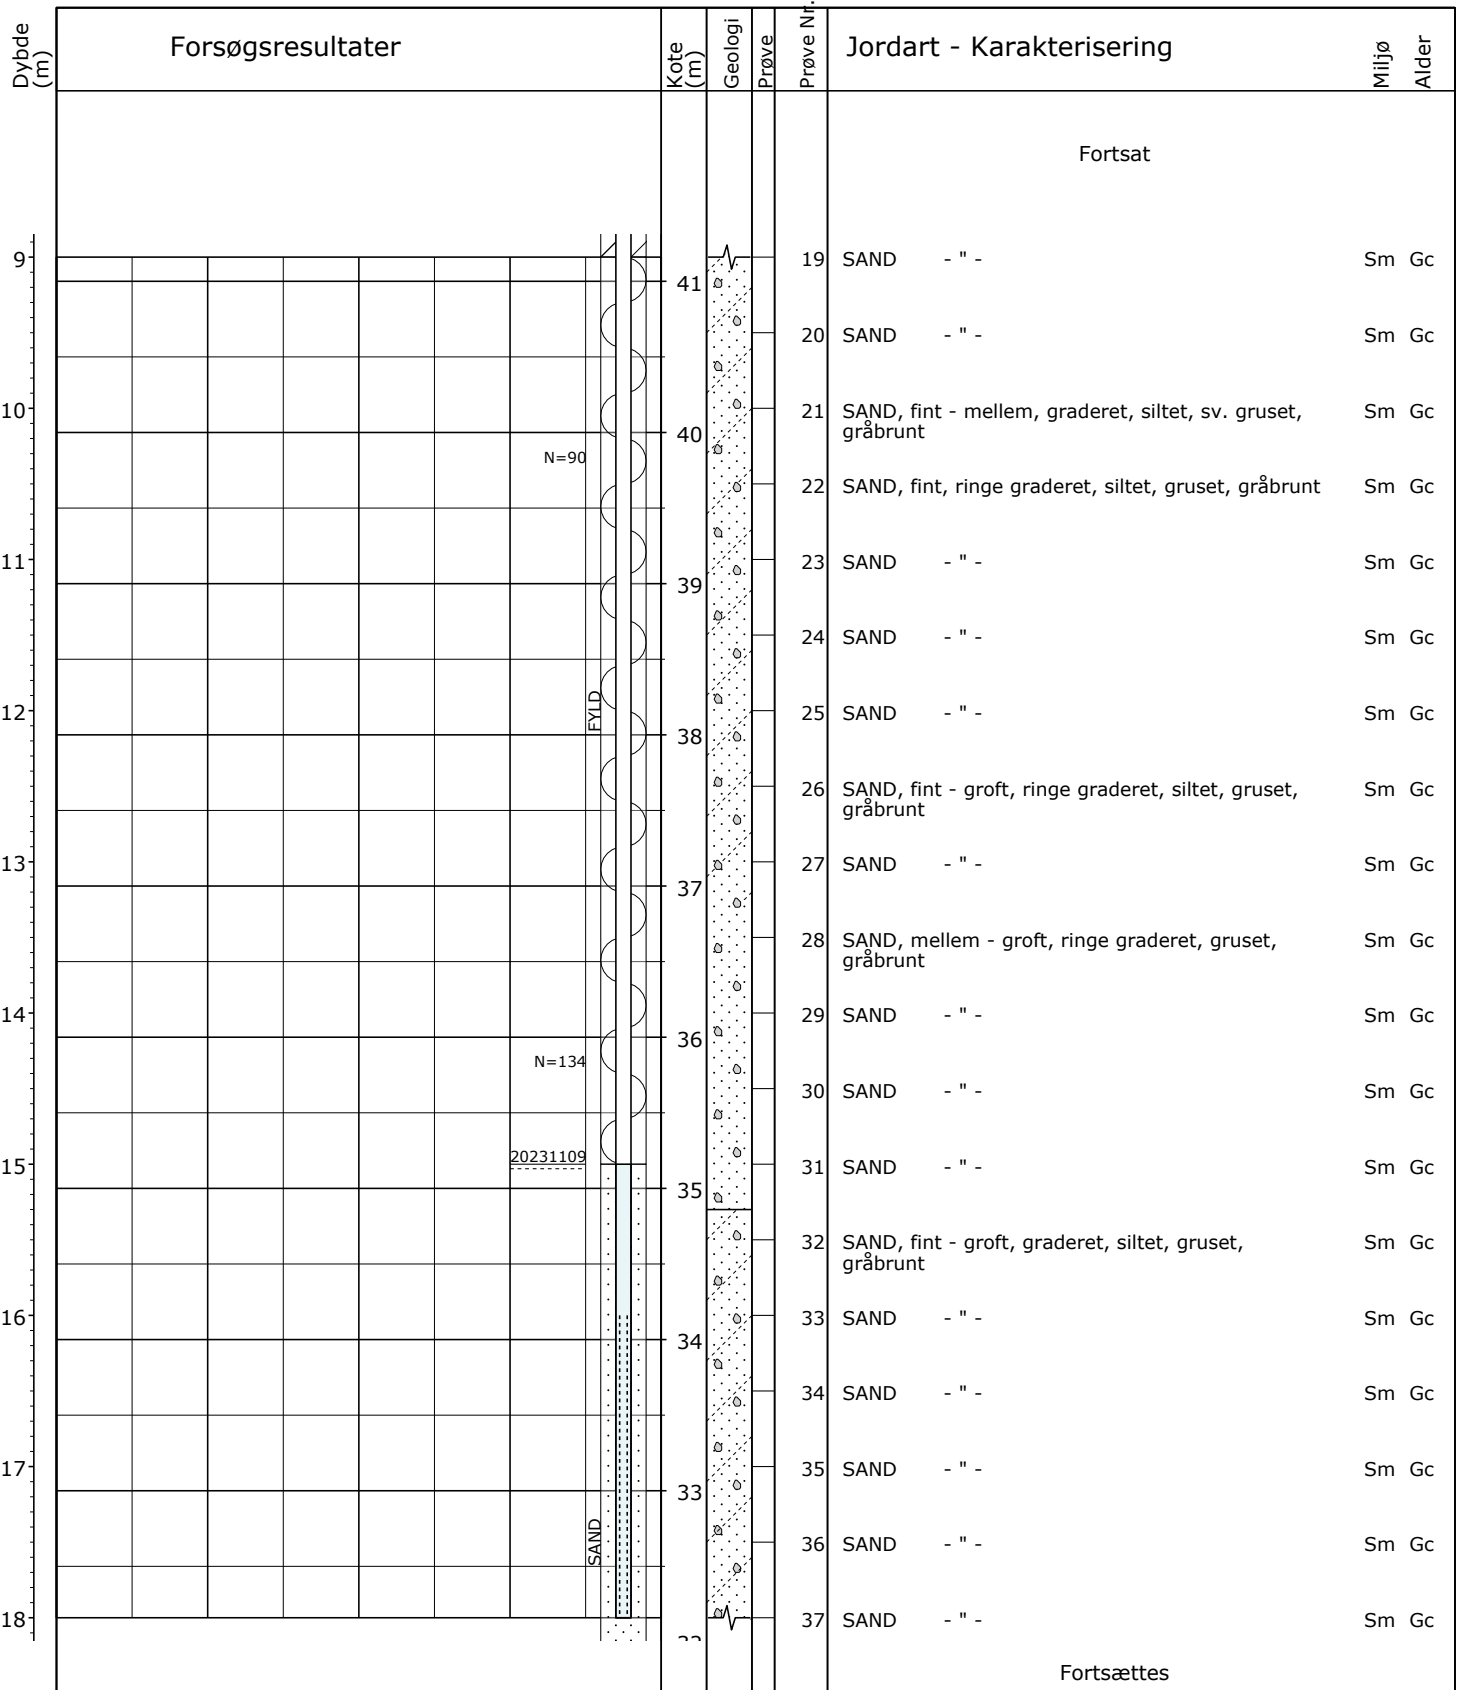 Dybde (m)
Forsøgsresultater
Kote (m)
Geologi
Prøve
Prøve Nr.
Jordart - Karakterisering
Miljø
Alder
Fortsat
9
19 SAND - " - Sm Gc
41
20 SAND - " - Sm Gc
10
21 SAND, fint - mellem, graderet, siltet, sv. gruset, Sm Gc
gråbrunt
40
N=90
22 SAND, fint, ringe graderet, siltet, gruset, gråbrunt Sm Gc
11
23 SAND - " - Sm Gc
39
24 SAND - " - Sm Gc
FYLD
12
25 SAND - " - Sm Gc
38
26 SAND, fint - groft, ringe graderet, siltet, gruset, Sm Gc
gråbrunt
13
27 SAND - " - Sm Gc
37
28 SAND, mellem - groft, ringe graderet, gruset, Sm Gc
gråbrunt
14
29 SAND - " - Sm Gc
36
N=134
30 SAND - " - Sm Gc
20231109
15
31 SAND - " - Sm Gc
35
32 SAND, fint - groft, graderet, siltet, gruset, Sm Gc
gråbrunt
16
33 SAND - " - Sm Gc
34
34 SAND - " - Sm Gc
17
35 SAND - " - Sm Gc
33
SAND
36 SAND - " - Sm Gc
18
37 SAND - " - Sm Gc
Fortsættes